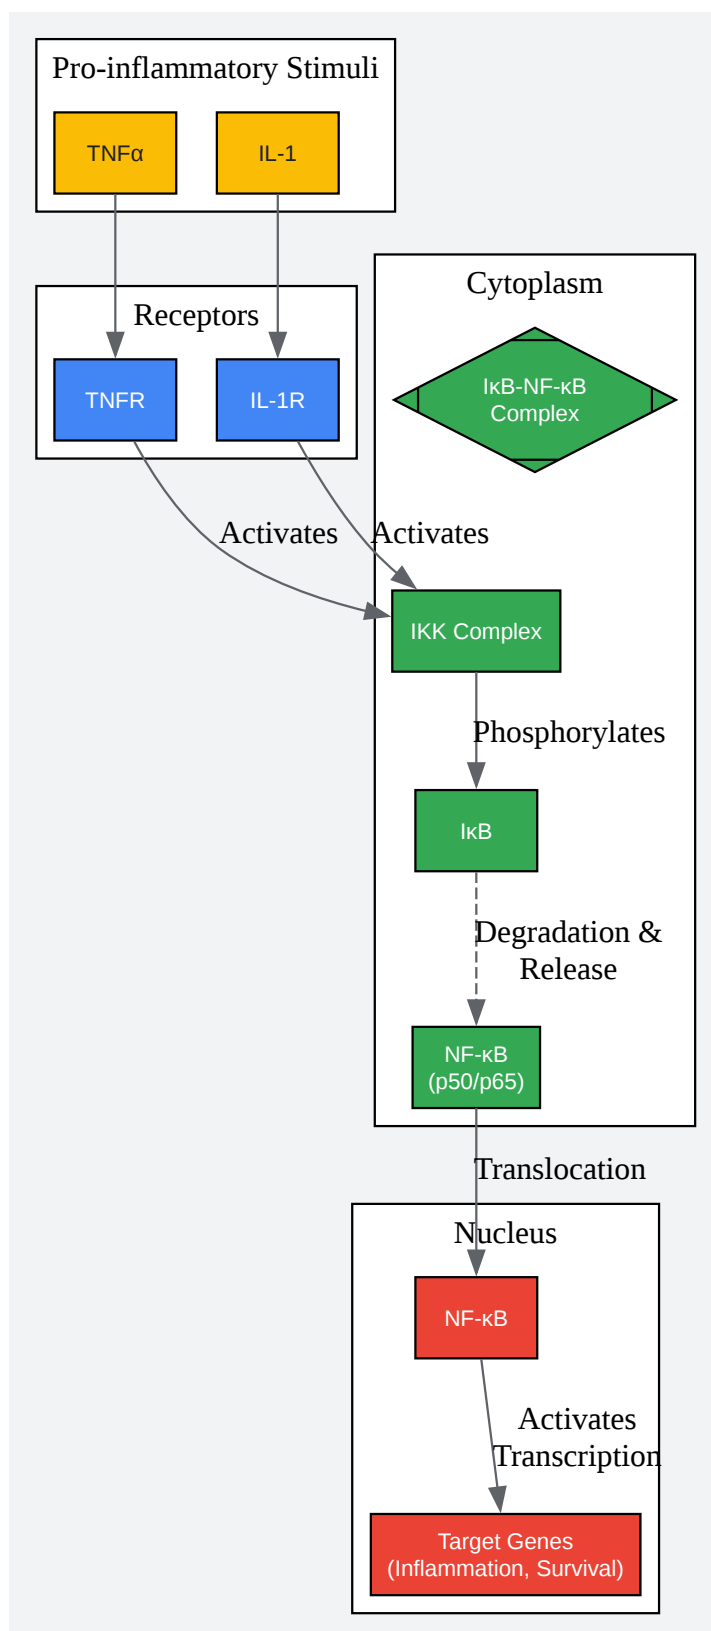 Pro-inflammatory Stimuli
TNFα
IL-1
Receptors
TNFR
IL-1R
Cytoplasm
IκB-NF-κB
Complex
Activates
Activates
IKK Complex
Phosphorylates
IκB
Degradation &
Release
NF-κB
(p50/p65)
Translocation
Nucleus
NF-κB
Activates
Transcription
Target Genes
(Inflammation, Survival)